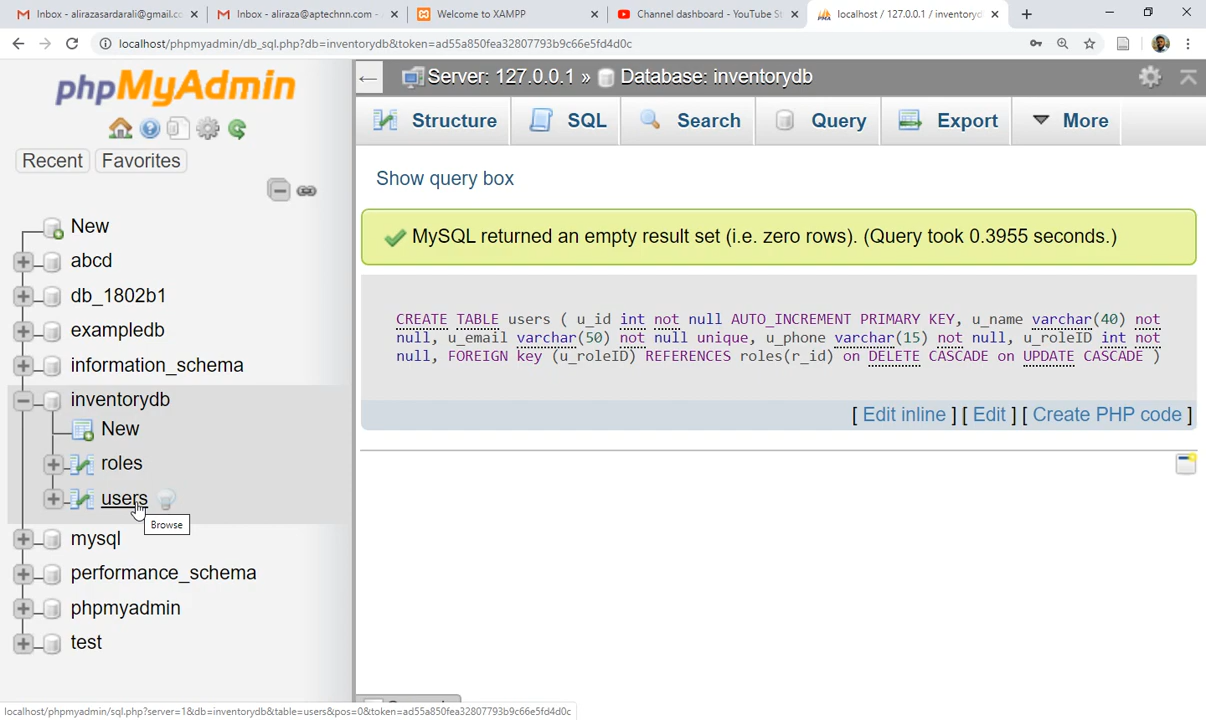 Inbox - alirazasardarali@gmail.co
Inbox - aliraza@aptechnn.com -
Welcome to XAMPP
Channel dashboard - YouTube St
localhost / 127.0.0.1 / inventoryd
localhost/phpmyadmin/db_sql.php?db=inventorydb&token=ad55a850fea32807793b9c66e5fd4d0c
phpMyAdmin
Recent
Favorites
New
abcd
db_1802b1
exampledb
information_schema
inventorydb
New
roles
users
Browse
mysql
performance_schema
phpmyadmin
test
Server: 127.0.0.1 » Database: inventorydb
Structure
SQL
Search
Query
Export
More
Show query box
MySQL returned an empty result set (i.e. zero rows). (Query took 0.3955 seconds.)
CREATE TABLE users ( u_id int not null AUTO_INCREMENT PRIMARY KEY, u_name varchar(40) not
null, u_email varchar(50) not null unique, u_phone varchar(15) not null, u_roleID int not
null, FOREIGN key (u_roleID) REFERENCES roles(r_id) on DELETE CASCADE on UPDATE CASCADE )
[ Edit inline ] [ Edit ] [ Create PHP code ]
localhost/phpmyadmin/sql.php?server=1&db=inventorydb&table=users&pos=0&token=ad55a850fea32807793b9c66e5fd4d0c